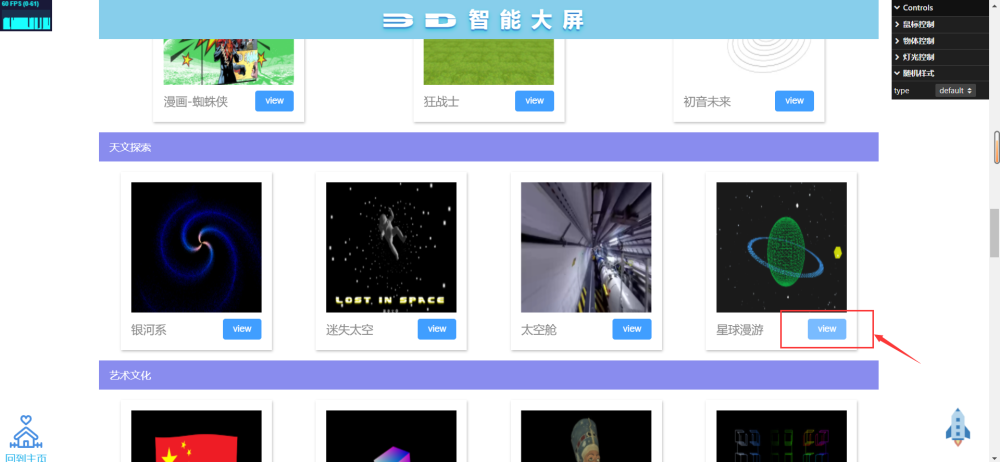 60 FPS (0-61)
3D 智能大屏
Controls
鼠标控制
物体控制
灯光控制
随机样式
type
default
漫画-蜘蛛侠
view
狂战士
view
初音未来
view
天文探索
LOST IN SPACE
银河系
view
迷失太空
view
太空舱
view
星球漫游
view
艺术文化
回到主页